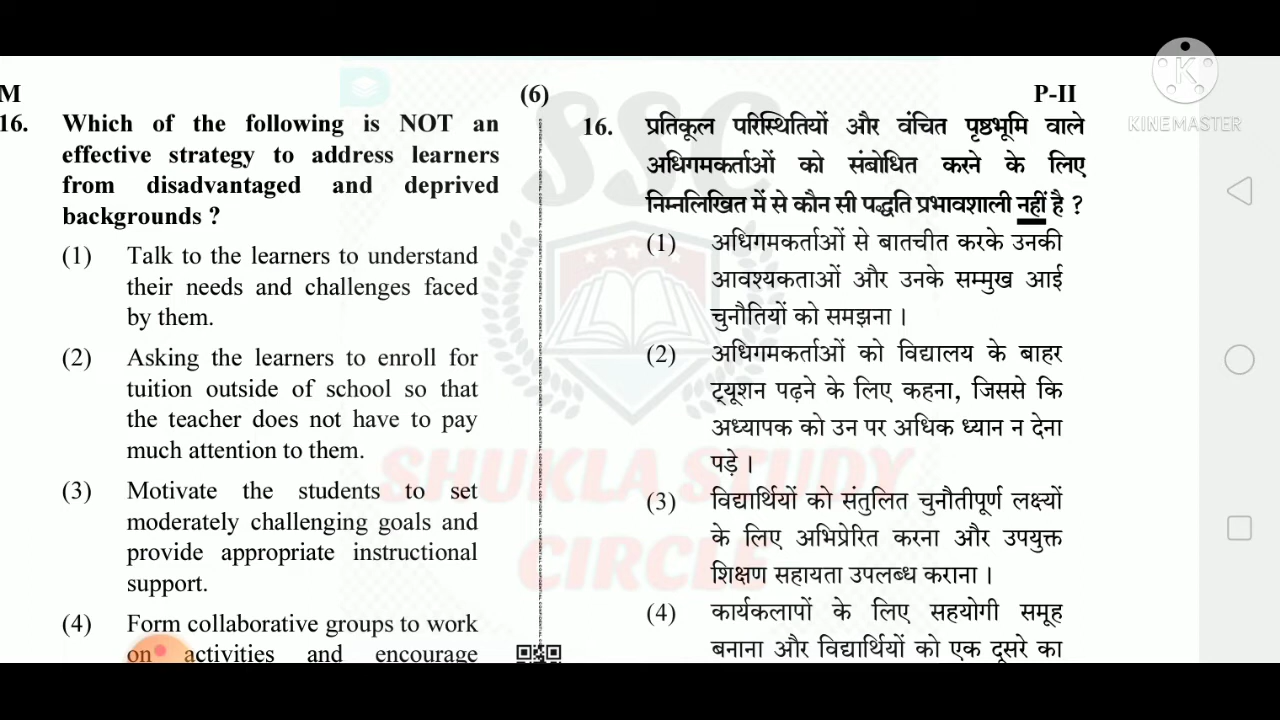 KINEMASTER
M
(6)
P-II
16. Which of the following is NOT an
effective strategy to address learners
from disadvantaged and deprived
backgrounds ?
(1) Talk to the learners to understand
their needs and challenges faced
by them.
(2) Asking the learners to enroll for
tuition outside of school so that
the teacher does not have to pay
much attention to them.
(3) Motivate the students to set
moderately challenging goals and
provide appropriate instructional
support.
(4) Form collaborative groups to work
on activities and encourage
16. प्रतिकूल परिस्थितियों और वंचित पृष्ठभूमि वाले
अधिगमकर्ताओं को संबोधित करने के लिए
निम्नलिखित में से कौन सी पद्धति प्रभावशाली नहीं है ?
(1) अधिगमकर्ताओं से बातचीत करके उनकी
आवश्यकताओं और उनके सम्मुख आई
चुनौतियों को समझना ।
(2) अधिगमकर्ताओं को विद्यालय के बाहर
ट्यूशन पढ़ने के लिए कहना, जिससे कि
अध्यापक को उन पर अधिक ध्यान न देना
पड़े ।
(3) विद्यार्थियों को संतुलित चुनौतीपूर्ण लक्ष्यों
के लिए अभिप्रेरित करना और उपयुक्त
शिक्षण सहायता उपलब्ध कराना ।
(4) कार्यकलापों के लिए सहयोगी समूह
बनाना और विद्यार्थियों को एक दूसरे का
SSC
SHUKLA STUDY
CIRCLE